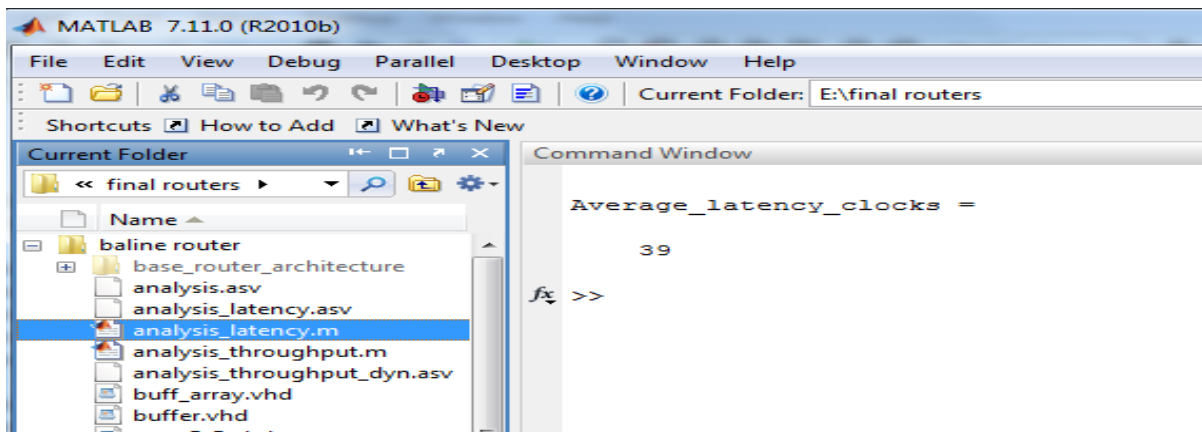 MATLAB 7.11.0 (R2010b)
File Edit View Debug Parallel Desktop Window Help
Current Folder: E:\final routers
Shortcuts How to Add What's New
Current Folder
« final routers
Name
baline router
base_router_architecture
analysis.asv
analysis_latency.asv
analysis_latency.m
analysis_throughput.m
analysis_throughput_dyn.asv
buff_array.vhd
buffer.vhd
Command Window
Average_latency_clocks =
39
fx >>